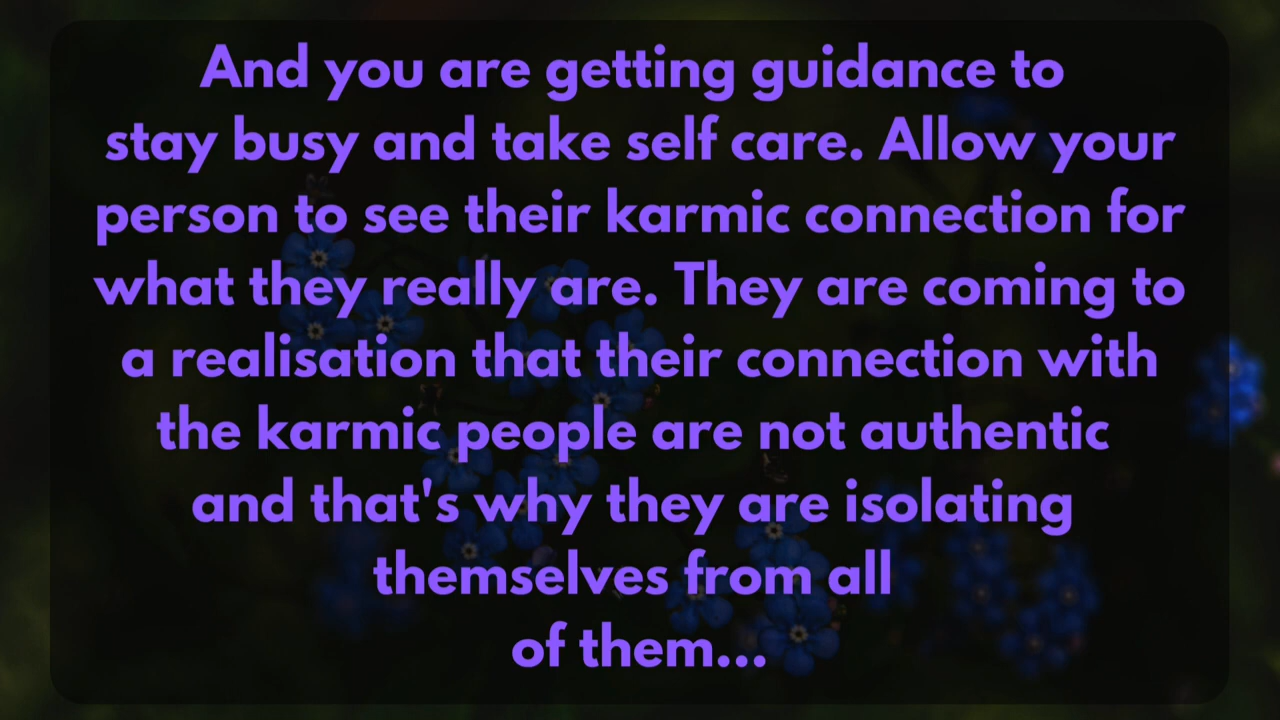 And you are getting guidance to
stay busy and take self care. Allow your
person to see their karmic connection for
what they really are. They are coming to
a realisation that their connection with
the karmic people are not authentic
and that's why they are isolating
themselves from all
of them...